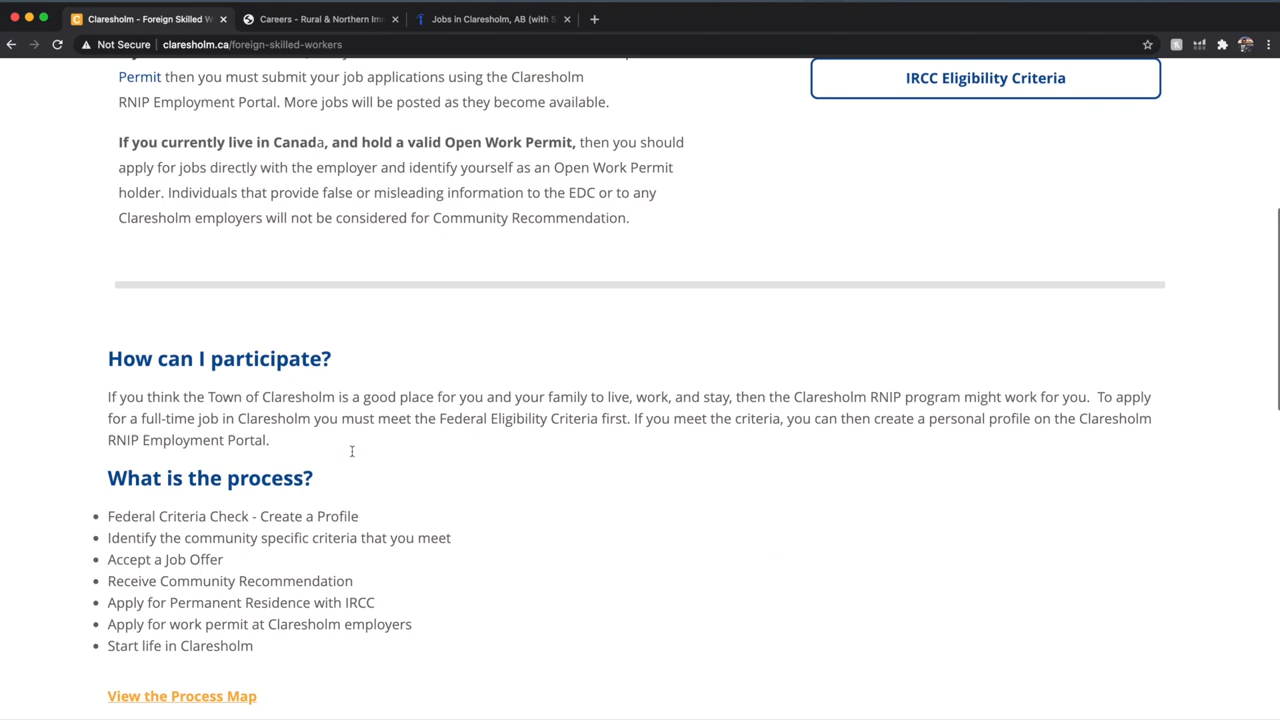 Claresholm - Foreign Skilled W
Careers - Rural & Northern Im
Jobs in Claresholm, AB (with S
Not Secure | claresholm.ca/foreign-skilled-workers
Permit then you must submit your job applications using the Claresholm
RNIP Employment Portal. More jobs will be posted as they become available.
IRCC Eligibility Criteria
If you currently live in Canada, and hold a valid Open Work Permit, then you should
apply for jobs directly with the employer and identify yourself as an Open Work Permit
holder. Individuals that provide false or misleading information to the EDC or to any
Claresholm employers will not be considered for Community Recommendation.
How can I participate?
If you think the Town of Claresholm is a good place for you and your family to live, work, and stay, then the Claresholm RNIP program might work for you. To apply
for a full-time job in Claresholm you must meet the Federal Eligibility Criteria first. If you meet the criteria, you can then create a personal profile on the Claresholm
RNIP Employment Portal.
What is the process?
Federal Criteria Check - Create a Profile
Identify the community specific criteria that you meet
Accept a Job Offer
Receive Community Recommendation
Apply for Permanent Residence with IRCC
Apply for work permit at Claresholm employers
Start life in Claresholm
View the Process Map